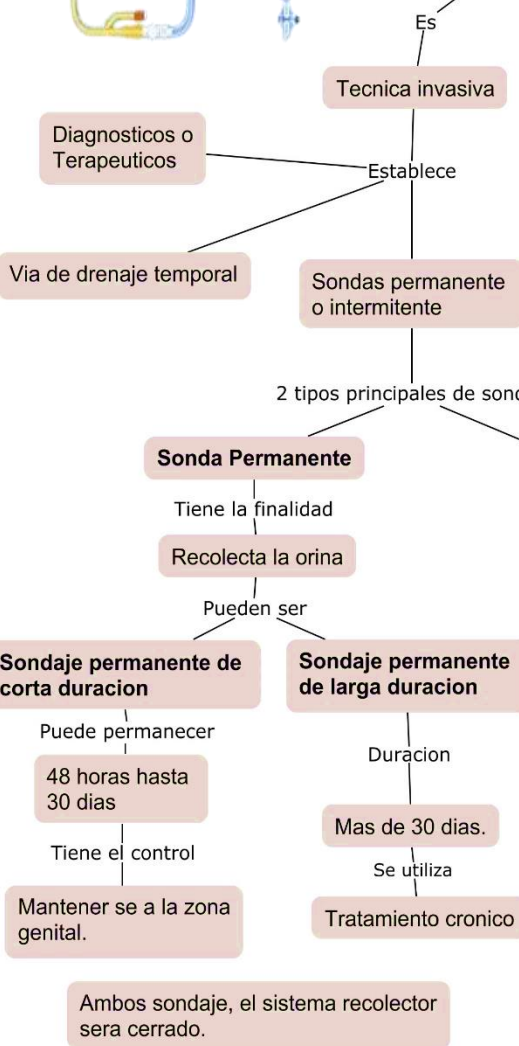 Es
Tecnica invasiva
Diagnosticos o
Terapeuticos
Establece
Via de drenaje temporal
Sondas permanente
o intermitente
2 tipos principales de
Sonda Permanente
Tiene la finalidad
Recolecta la orina
Pueden ser
Sondaje permanente de
corta duracion
Sondaje permanente
de larga duracion
Puede permanecer
Duracion
48 horas hasta
30 dias
Mas de 30 dias.
Tiene el control
Se utiliza
Mantener se a la zona
genital.
Tratamiento cronico
Ambos sondaje, el sistema recolector
sera cerrado.